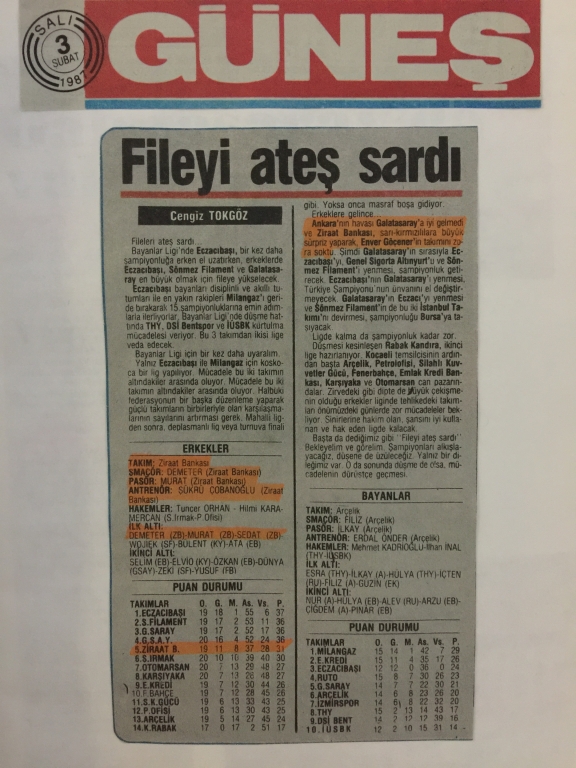 SALI
3
ŞUBAT
1987
GÜNEŞ
Fileyi ateş sardı
Cengiz TOKGÖZ
Fileleri ateş sardı.
Bayanlar Ligi'nde Eczacıbaşı, bir kez daha
şampiyonluğa erken el uzatırken, erkeklerde
Eczacıbaşı, Sönmez Filament ve Galatasa-
ray en büyük olmak için fileye yükselecek.
Eczacıbaşı bayanları disiplinli ve akıllı tu-
tumları ile en yakın rakipleri Milangaz'ı geri-
de bırakarak 15.şampiyonluklarına emin adım-
larla ilerliyorlar. Bayanlar Ligi'nde düşme hattı-
nda THY, DSİ Bentspor ve İÜSBK kurtulma
mücadelesi veriyor. Bu 3 takımdan ikisi lige
veda edecek.
Bayanlar Ligi için bir kez daha uyaralım.
Yalnız Eczacıbaşı ile Milangaz için kosko-
ca bir lig yapılıyor. Mücadele bu iki takımın
altındakiler arasında oluyor. Mücadele bu iki
takımın altındakiler arasında oluyor. Halbuki
federasyonun bir başka düzenleme yaparak
güçlü takımların birbirleriyle olan karşılaşma-
larının sayılarını artırması gerek. Mahalli lig-
den sonra, deplasmanlı lig veya turnuva finali
gibi. Yoksa onca masraf boşa gidiyor.
Erkeklere gelince...
Ankara'nın havası Galatasaray'a iyi gelmedi
ve Ziraat Bankası, sarı-kırmızılılara büyük
sürpriz yaparak, Enver Göçener'in takımını zo-
ra soktu. Şimdi Galatasaray'ın sırasıyla Ec-
zacıbaşı'yı, Genel Sigorta Altınyurt'u ve Sön-
mez Filament'i yenmesi, şampiyonluk geti-
recek. Eczacıbaşı'nın Galatasaray'ı yenmesi,
Türkiye Şampiyonu'nun ünvanını el değiştir-
meyecek. Galatasaray'ın Eczacı'yı yenmesi
ve Sönmez Filament'in de bu iki İstanbul Ta-
kımı'nı devirmesi, şampiyonluğu Bursa'ya ta-
şıyacak.
Ligde kalma da şampiyonluk kadar zor.
Düşmesi kesinleşen Rabak Kandıra, ikinci
lige hazırlanıyor. Kocaeli temsilcisinin ardın-
dan başta Arçelik, Petrolofisi, Silahlı Kuv-
vetler Gücü, Fenerbahçe, Emlak Kredi Ban-
kası, Karşıyaka ve Otomarsan can pazarın-
dalar. Zirvedeki gibi dipte de büyük çekişme-
nin olduğu erkekler liginde tehlikedeki takım-
ları önümüzdeki günlerde zor mücadeleler bek-
liyor. Sinirlerine hakim olan, şansını iyi kulla-
nan ve hak eden ligde kalacak.
Başta da dediğimiz gibi "Fileyi ateş sardı"
Bekleyelim ve görelim. Şampiyonları alkışla-
yacağız, düşene de üzüleceğiz. Yalnız bir di-
leğimiz var. O da sonunda düşme de olsa, mü-
cadelenin dürüstçe geçmesi.
ERKEKLER
TAKIM: Ziraat Bankası
SMAÇÖR: DEMETER (Ziraat Bankası)
PASÖR: MURAT (Ziraat Bankası)
ANTRENÖR: ŞÜKRÜ ÇOBANOĞLU (Ziraat
Bankası)
HAKEMLER: Tuncer ORHAN - Hilmi KARA-
MERCAN (S.Irmak-P.Ofisi)
İLK ALTI:
DEMETER (ZB)-MURAT (ZB)-SEDAT (ZB)-
WOJIEK (SF)-BÜLENT (KY)-ATA (EB)
İKİNCİ ALTI:
SELİM (EB)-ELVİO (KY)-ÖZKAN (EB)-DÜNYA
(GSAY)-ZEKİ (SF)-YUSUF (FB)
PUAN DURUMU
TAKIMLAR O. G. M. As. Vs. P.
1.ECZACIBAŞI 19 18 1 55 6 37
2.S.FİLAMENT 19 17 2 53 11 36
3.G.SARAY 19 17 2 52 17 36
4.G.S.A.Y. 20 16 4 52 24 36
5.ZİRAAT B. 19 11 8 37 28 31
6.S.IRMAK 20 10 10 39 40 30
7.OTOMARSAN 20 7 13 29 48 27
8.KARŞIYAKA 20 7 13 26 48 27
9.E.KREDİ 19 7 12 30 44 26
10.F.BAHÇE 19 7 12 28 45 26
11.S.K.GÜCÜ 19 6 13 33 43 25
12.P.OFİSİ 19 6 13 30 43 25
13.ARÇELİK 19 5 14 27 45 24
14.K.RABAK 17 0 17 2 51 17
BAYANLAR
TAKIM: Arçelik
SMAÇÖR: FİLİZ (Arçelik)
PASÖR: İLKAY (Arçelik)
ANTRENÖR: ERDAL ÖNDER (Arçelik)
HAKEMLER: Mehmet KADRİOĞLU-İlhan İNAL
(THY-İÜSBK)
İLK ALTI:
ESRA (THY)-İLKAY (A)-HÜLYA (THY)-İÇTEN
(RU)-FİLİZ (A)-GÜZİN (EK)
İKİNCİ ALTI:
NUR (A)-HÜLYA (EB)-ALEV (RU)-ARZU (EB)-
ÇİĞDEM (A)-PINAR (EB)
PUAN DURUMU
TAKIMLAR O. G. M. As. Vs. P.
1.MİLANGAZ 15 14 1 42 7 29
2.E.KREDİ 15 11 4 35 17 26
3.ECZACIBAŞI 12 12 0 36 0 24
4.RUTO 15 8 7 30 26 23
5.G.SARAY 14 7 7 22 30 21
6.ARÇELİK 14 6 8 23 26 20
7.İZMİRSPOR 14 6 8 22 32 20
8.THY 15 2 13 14 43 17
9.DSİ BENT 14 2 12 12 39 16
10.İÜSBK 12 2 10 15 31 14